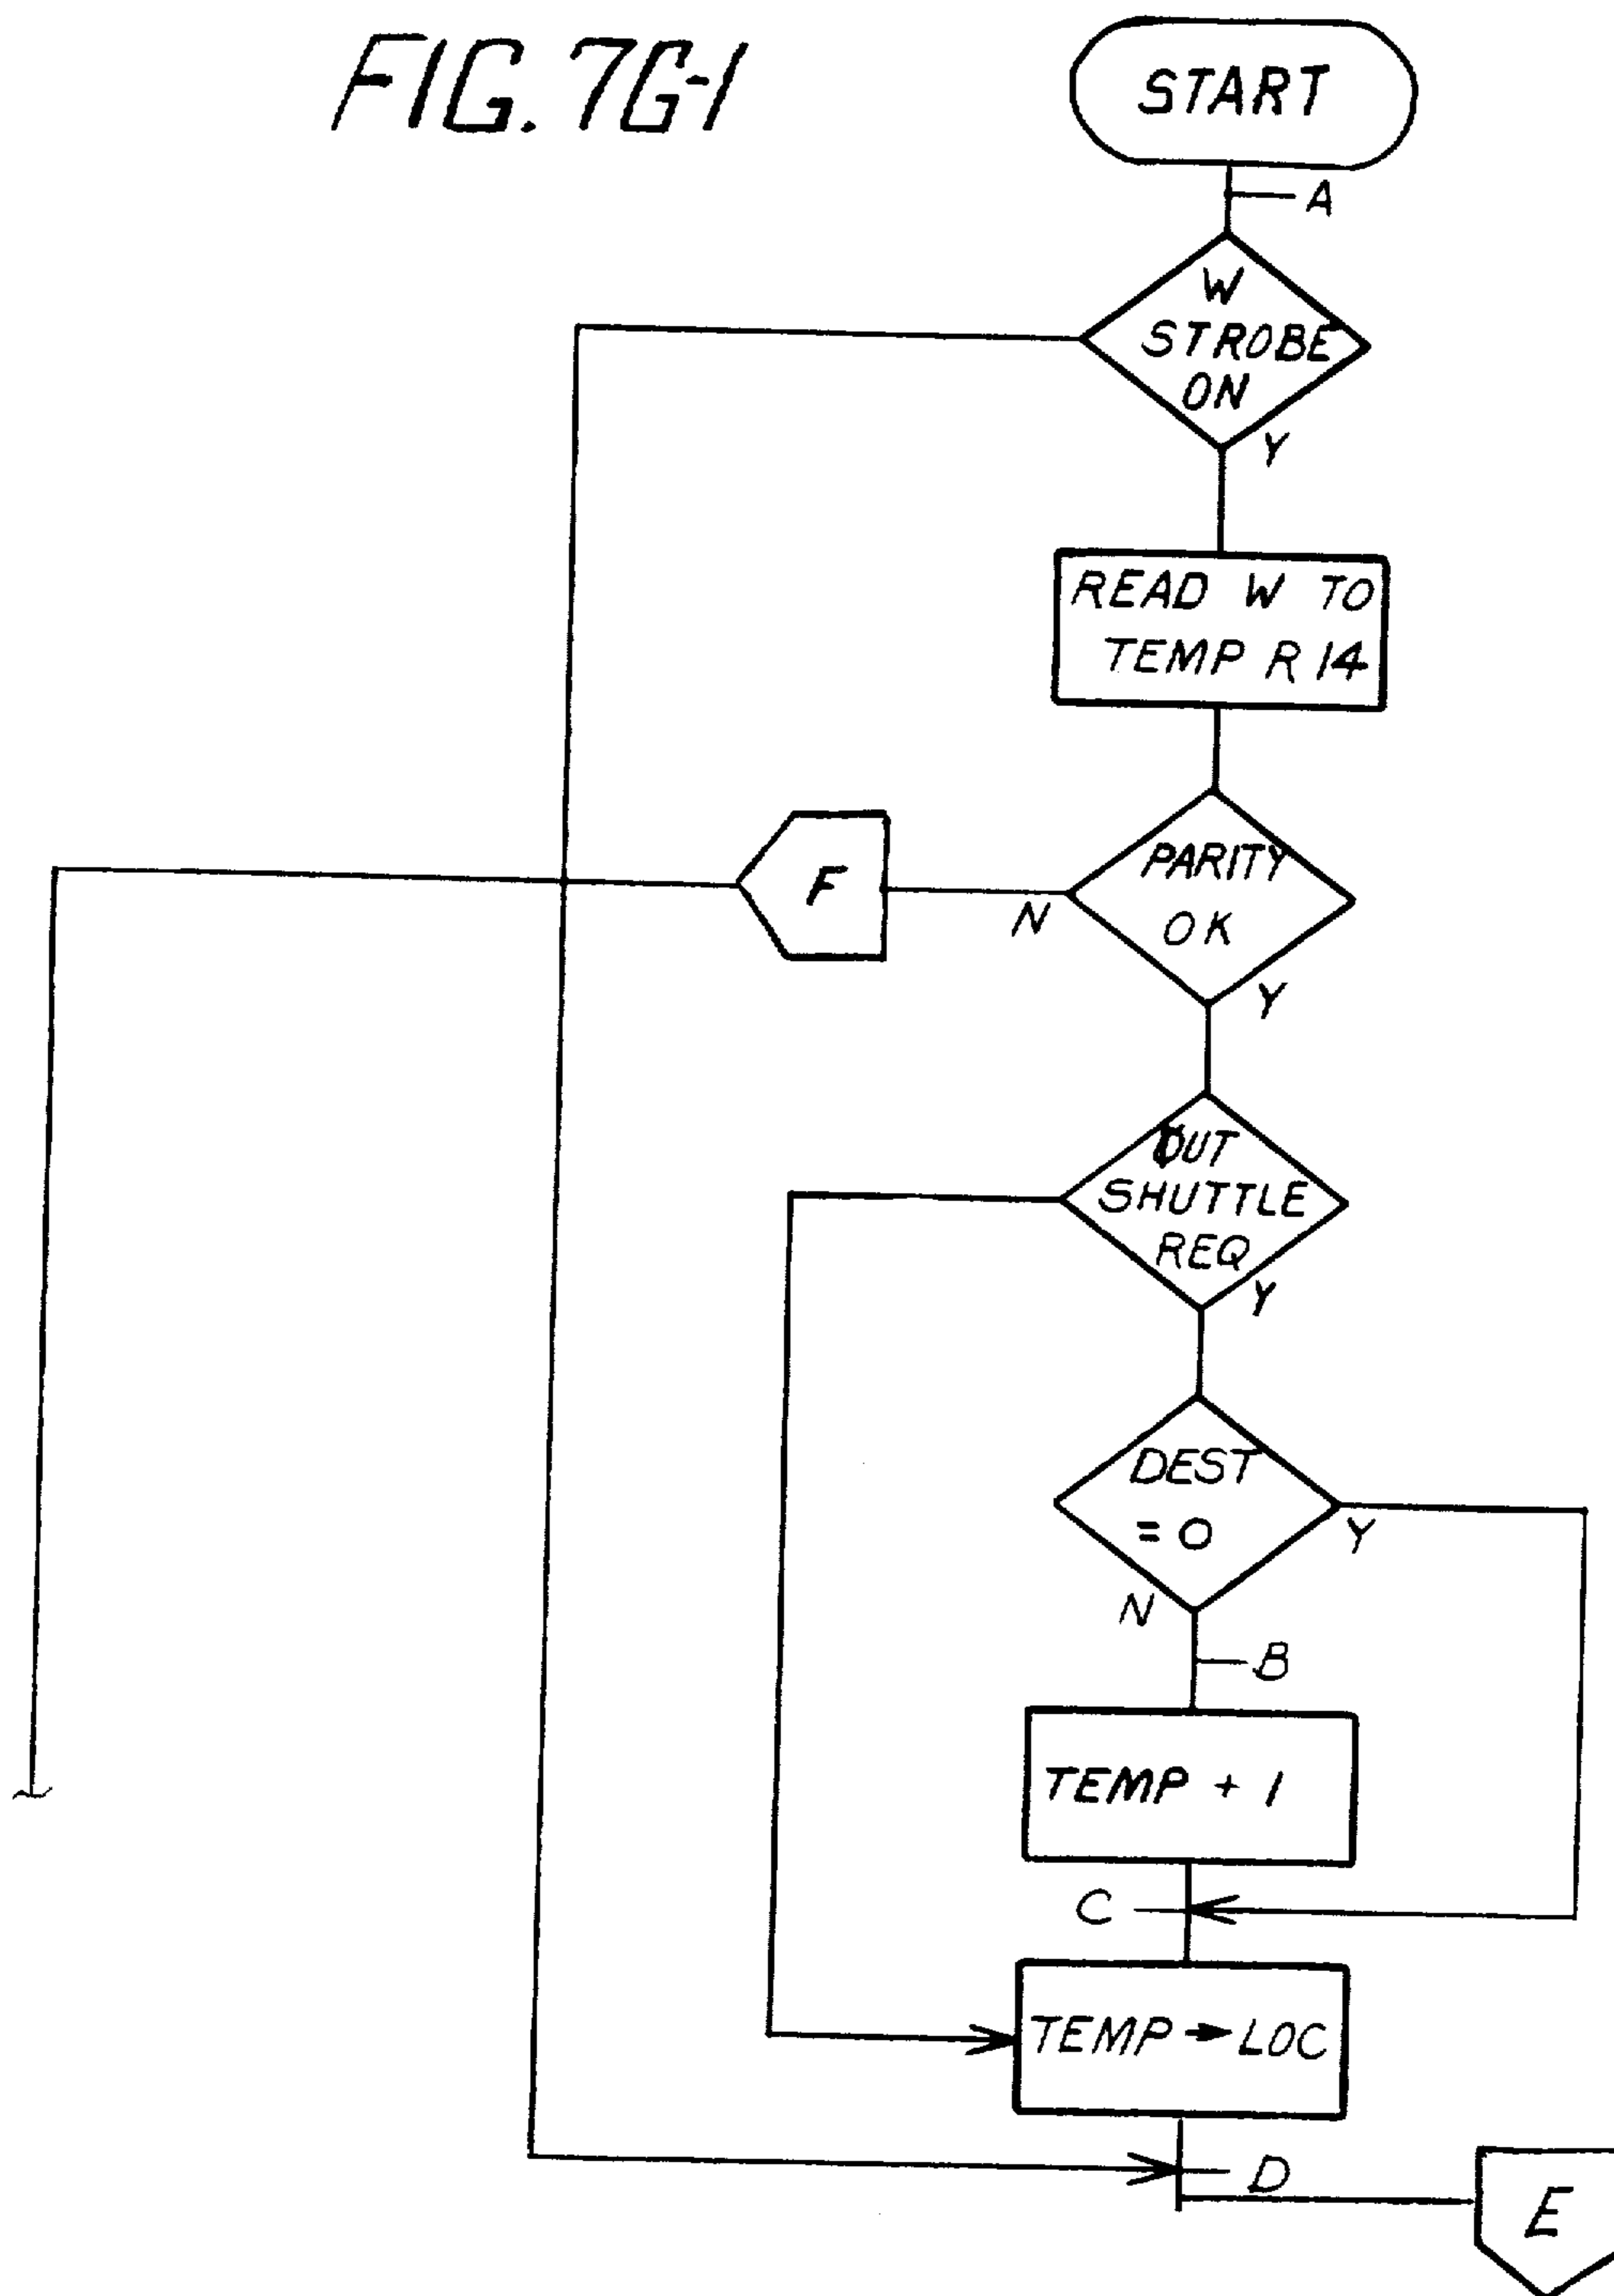 FIG. 7G-1
START
A
W
STROBE
ON
Y
READ W TO
TEMP R 14
PARITY
OK
F
N
Y
OUT
SHUTTLE
REQ
Y
DEST
= 0
Y
N
B
TEMP + 1
C
TEMP → LOC
D
E